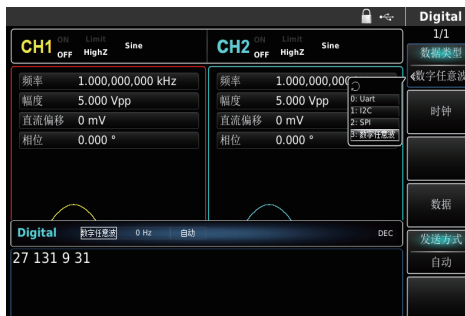 Digital
1/1
CH1 ON OFF Limit HighZ Sine
CH2 ON OFF Limit HighZ Sine
数据类型
数字任意波
频率 1.000,000,000 kHz
幅度 5.000 Vpp
直流偏移 0 mV
相位 0.000 °
频率 1.000,000,000
幅度 5.000 Vpp
直流偏移 0 mV
相位 0.000 °
0: Uart
1: I2C
2: SPI
3: 数字任意波
时钟
数据
发送方式
自动
Digital 数字任意波 0 Hz 自动 DEC
27 131 9 31